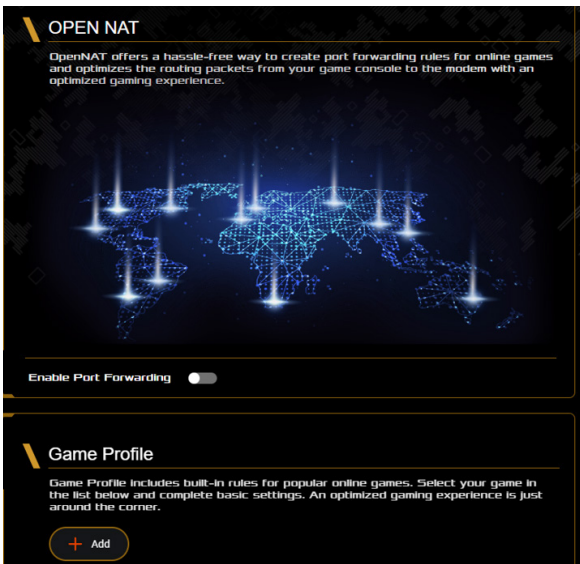 OPEN NAT
OpenNAT offers a hassle-free way to create port forwarding rules for online games
and optimizes the routing packets from your game console to the modem with an
optimized gaming experience.
Enable Port Forwarding
Game Profile
Game Profile includes built-in rules for popular online games. Select your game in
the list below and complete basic settings. An optimized gaming experience is just
around the corner.
+ Add